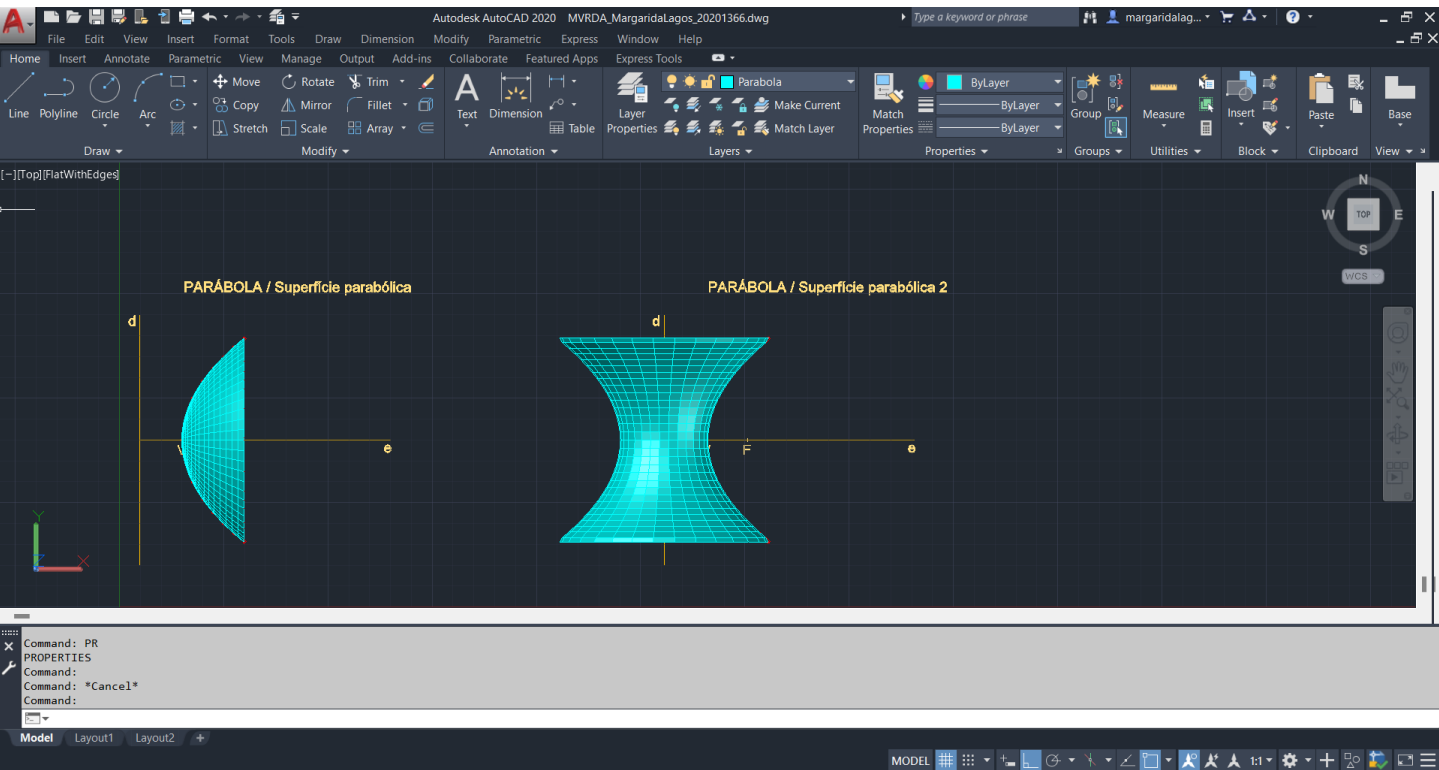 Autodesk AutoCAD 2020 MVRDA_MargaridaLagos_20201366.dwg
Type a keyword or phrase
margaridalag...
File Edit View Insert Format Tools Draw Dimension Modify Parametric Express Window Help
Home Insert Annotate Parametric View Manage Output Add-ins Collaborate Featured Apps Express Tools
Line Polyline Circle Arc
Move Rotate Trim
Copy Mirror Fillet
Stretch Scale Array
Text Dimension
Table
Layer Properties
Parabola
Make Current
Match Layer
Match Properties
ByLayer
ByLayer
ByLayer
Group
Measure
Insert
Paste
Base
Draw Modify Annotation Layers Properties Groups Utilities Block Clipboard View
[−][Top][FlatWithEdges]
N
W TOP E
S
WCS
PARÁBOLA / Superfície parabólica
PARÁBOLA / Superfície parabólica 2
d
d
e
F
e
Y
X
Z
Command: PR
PROPERTIES
Command:
Command: *Cancel*
Command:
Model Layout1 Layout2 +
MODEL
1:1